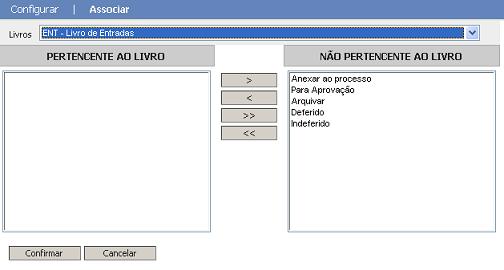 Configurar | Associar
Livros ENT - Livro de Entradas
PERTENCENTE AO LIVRO NÃO PERTENCENTE AO LIVRO
>
<
>>
<<
Anexar ao processo
Para Aprovação
Arquivar
Deferido
Indeferido
Confirmar Cancelar